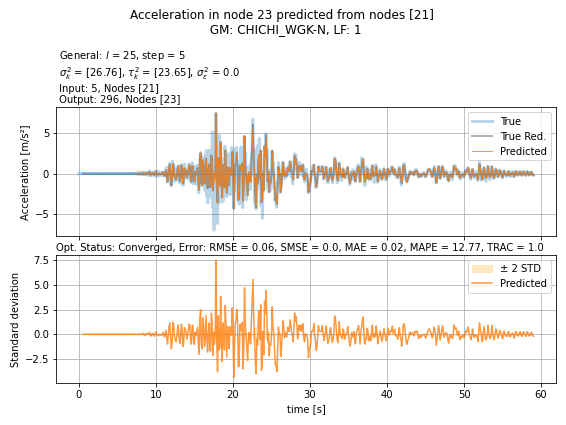 Acceleration in node 23 predicted from nodes [21]
GM: CHICHI_WGK-N, LF: 1
General: l = 25, step = 5
σ²ₖ = [26.76], τ²ₖ = [23.65], σ²ε = 0.0
Input: 5, Nodes [21]
Output: 296, Nodes [23]
Acceleration [m/s²]
5
0
−5
True
True Red.
Predicted
Opt. Status: Converged, Error: RMSE = 0.06, SMSE = 0.0, MAE = 0.02, MAPE = 12.77, TRAC = 1.0
Standard deviation
7.5
5.0
2.5
0.0
−2.5
± 2 STD
Predicted
0 10 20 30 40 50 60
time [s]